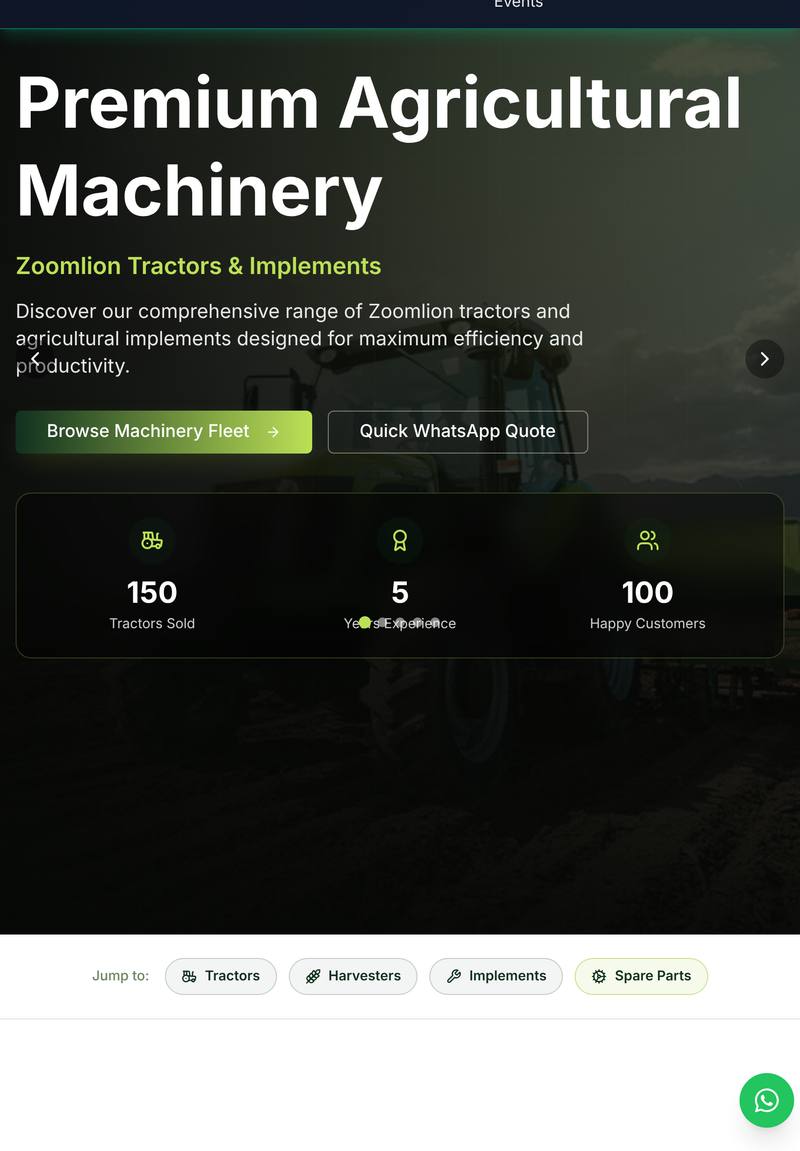 Events
Premium Agricultural
Machinery
Zoomlion Tractors & Implements
Discover our comprehensive range of Zoomlion tractors and
agricultural implements designed for maximum efficiency and
productivity.
Browse Machinery Fleet → Quick WhatsApp Quote
150 5 100
Tractors Sold Years Experience Happy Customers
Jump to: Tractors Harvesters Implements Spare Parts